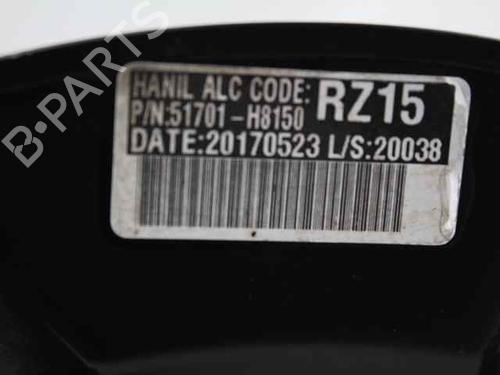 HANIL ALC CODE: RZ15
P/N:51701-H8150
DATE:20170523 L/S:20038
B-PARTS